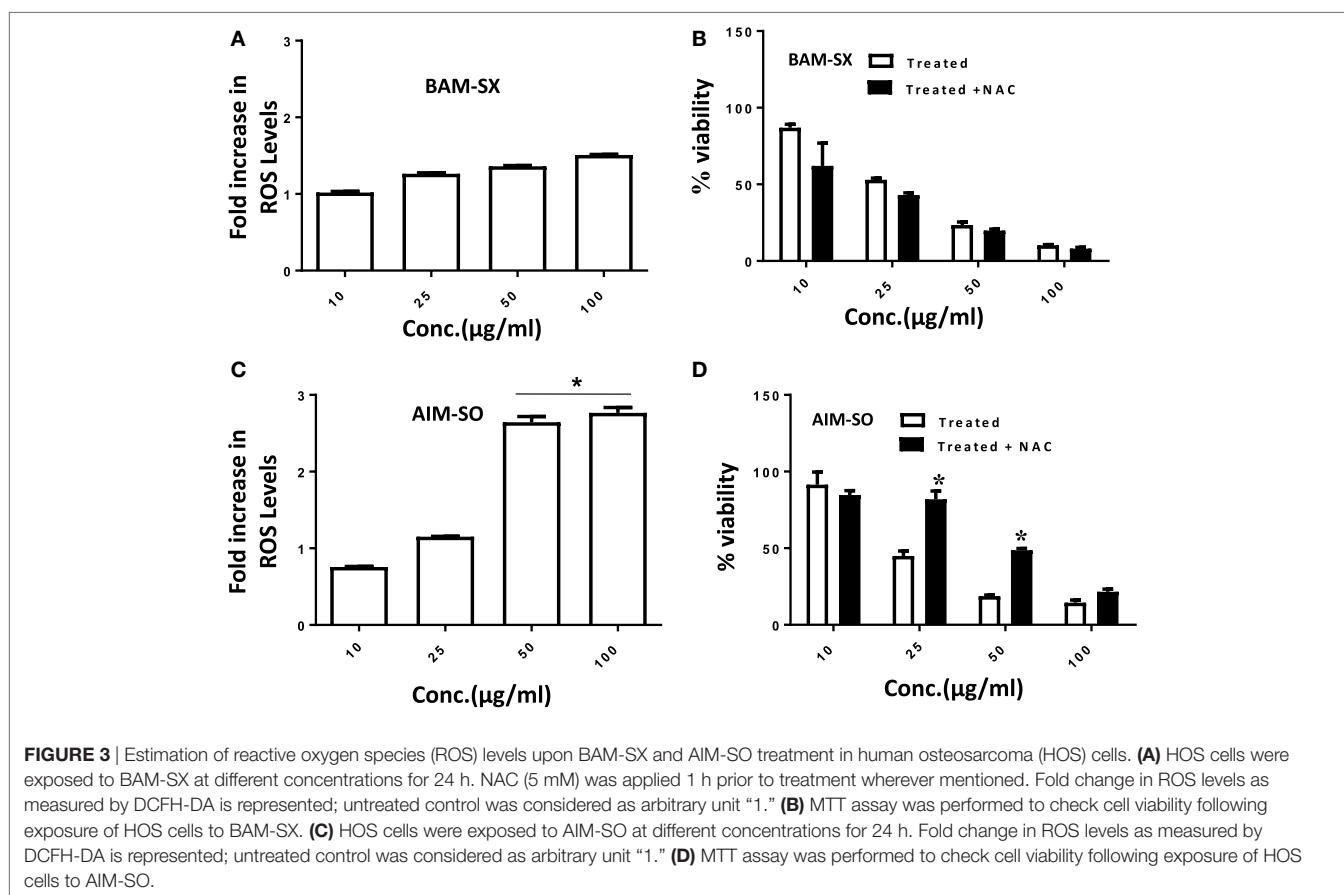 A
3
BAM-SX
2
1
0
Fold increase in
ROS Levels
10
25
50
100
Conc.(µg/ml)
B
150
BAM-SX
Treated
Treated +NAC
100
50
0
% viability
10
25
50
100
Conc.(µg/ml)
C
3
*
AIM-SO
2
1
0
Fold increase in
ROS Levels
10
25
50
100
Conc.(µg/ml)
D
150
AIM-SO
Treated
Treated + NAC
100
*
50
*
0
% viability
10
25
50
100
Conc.(µg/ml)
FIGURE 3 | Estimation of reactive oxygen species (ROS) levels upon BAM-SX and AIM-SO treatment in human osteosarcoma (HOS) cells. (A) HOS cells were
exposed to BAM-SX at different concentrations for 24 h. NAC (5 mM) was applied 1 h prior to treatment wherever mentioned. Fold change in ROS levels as
measured by DCFH-DA is represented; untreated control was considered as arbitrary unit “1.” (B) MTT assay was performed to check cell viability following
exposure of HOS cells to BAM-SX. (C) HOS cells were exposed to AIM-SO at different concentrations for 24 h. Fold change in ROS levels as measured by
DCFH-DA is represented; untreated control was considered as arbitrary unit “1.” (D) MTT assay was performed to check cell viability following exposure of HOS
cells to AIM-SO.